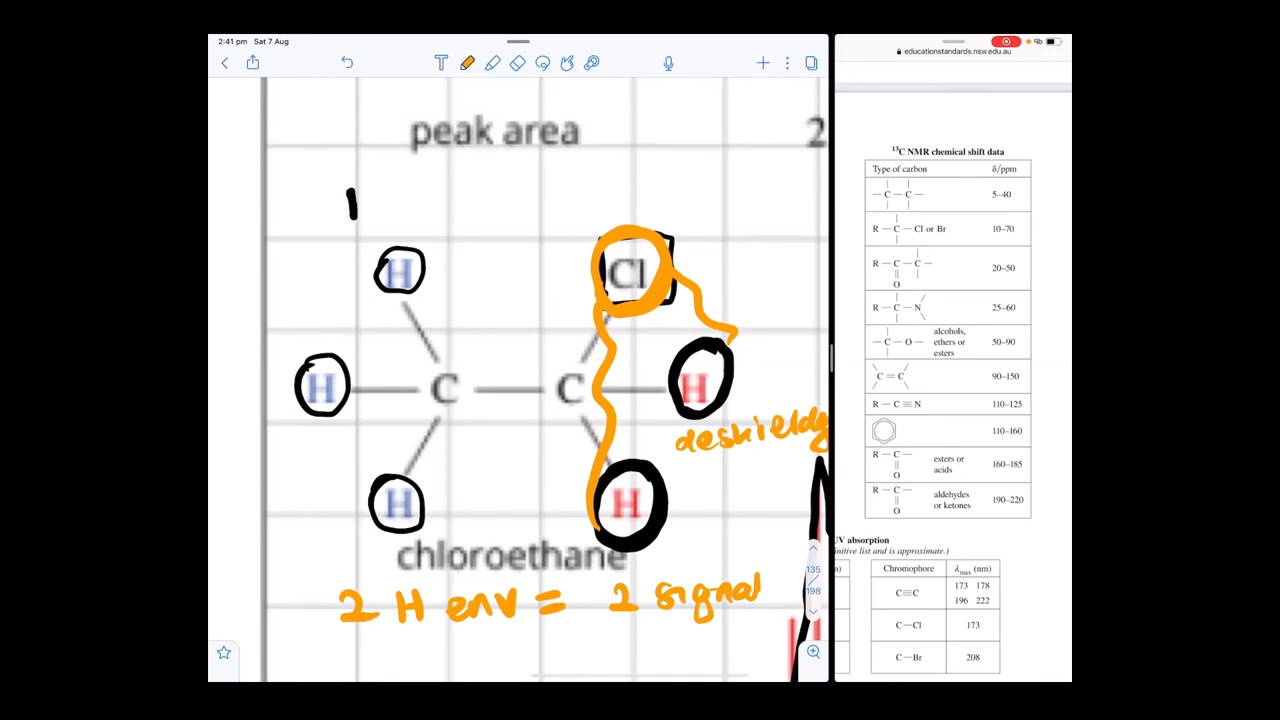 2:41 pm Sat 7 Aug
educationstandards.nsw.edu.au
peak area
2
1
H
Cl
H
C
C
H
deshieldg
H
H
chloroethane
2 H env = 2 signal
135
198
¹³C NMR chemical shift data
Type of carbon δ/ppm
— C — C — 5–40
R — C — Cl or Br 10–70
R — C — C — 20–50
O
R — C — N 25–60
— C — O — alcohols, ethers or esters 50–90
C = C 90–150
R — C ≡ N 110–125
110–160
R — C — esters or acids 160–185
O
R — C — aldehydes or ketones 190–220
O
UV absorption
initive list and is approximate.)
m) Chromophore λmax (nm)
C≡C 173 178
196 222
C—Cl 173
C—Br 208